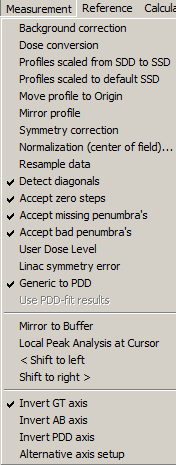 Measurement Reference
Background correction
Dose conversion
Profiles scaled from SDD to SSD
Profiles scaled to default SSD
Move profile to Origin
Mirror profile
Symmetry correction
Normalization (center of field)...
Resample data
Detect diagonals
Accept zero steps
Accept missing penumbra's
Accept bad penumbra's
User Dose Level
Linac symmetry error
Generic to PDD
Use PDD-fit results
Mirror to Buffer
Local Peak Analysis at Cursor
< Shift to left
Shift to right >
Invert GT axis
Invert AB axis
Invert PDD axis
Alternative axis setup